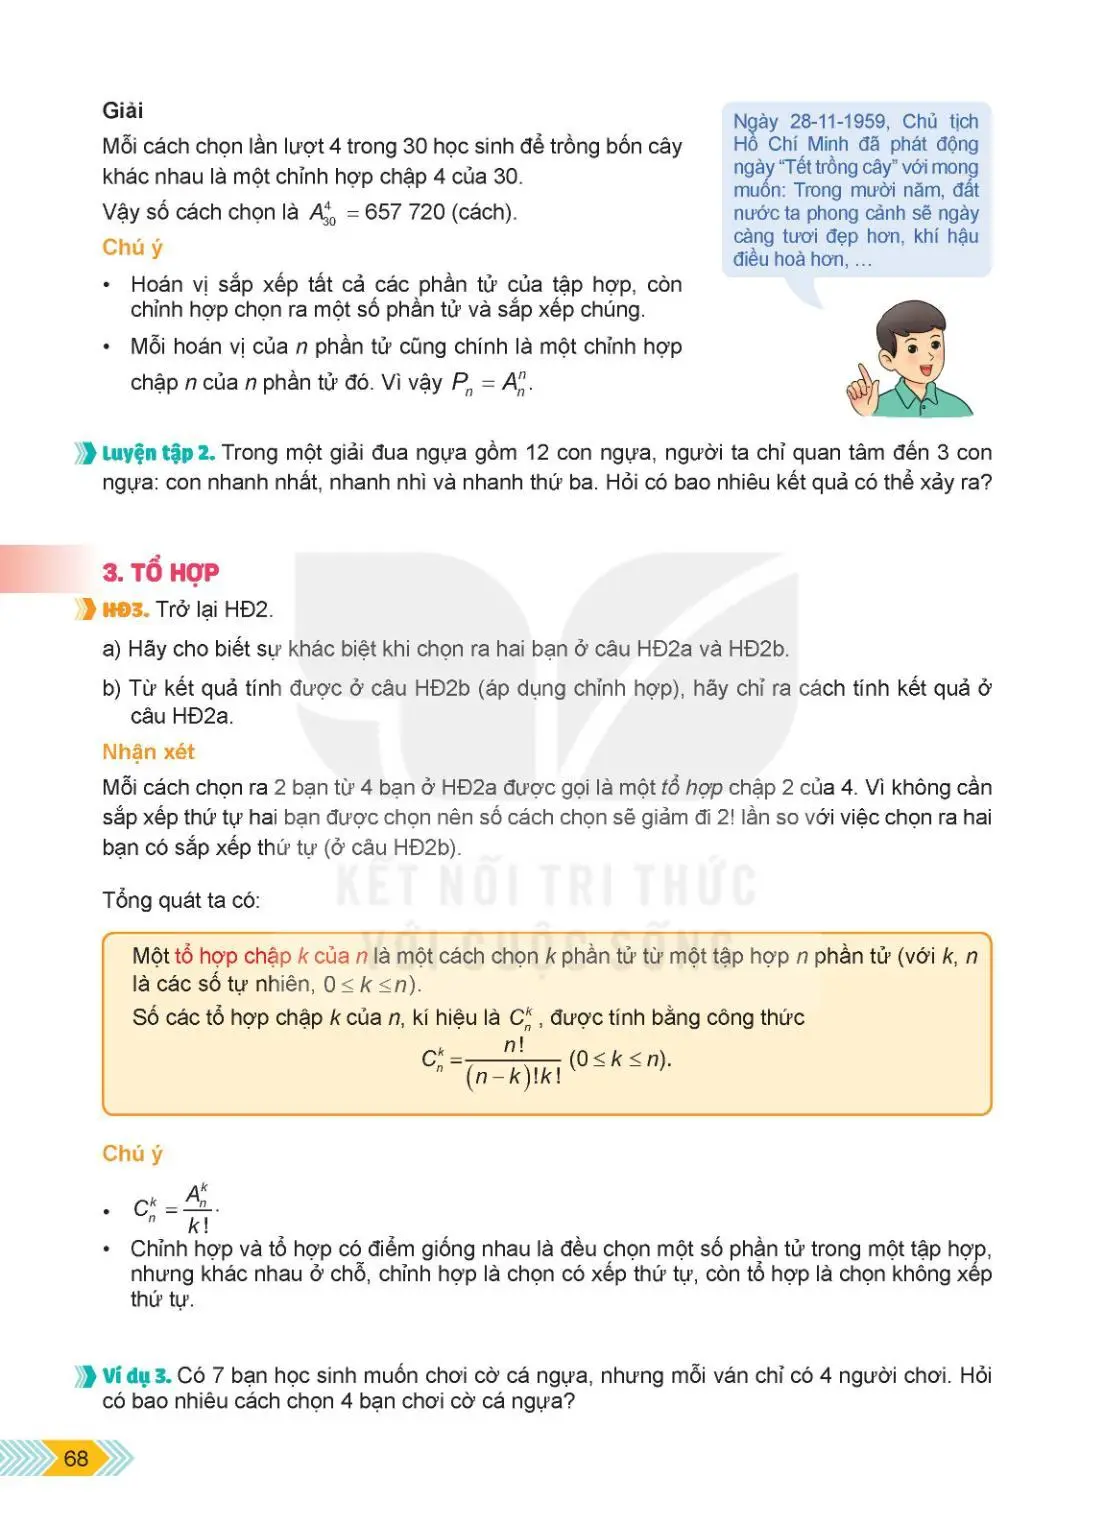 Giải
Mỗi cách chọn lần lượt 4 trong 30 học sinh để trồng bốn cây
khác nhau là một chỉnh hợp chập 4 của 30.
Vậy số cách chọn là A⁴₃₀ = 657 720 (cách).
Chú ý
• Hoán vị sắp xếp tất cả các phần tử của tập hợp, còn
chỉnh hợp chọn ra một số phần tử và sắp xếp chúng.
• Mỗi hoán vị của n phần tử cũng chính là một chỉnh hợp
chập n của n phần tử đó. Vì vậy Pₙ = Aⁿₙ.
Ngày 28-11-1959, Chủ tịch
Hồ Chí Minh đã phát động
ngày “Tết trồng cây” với mong
muốn: Trong mười năm, đất
nước ta phong cảnh sẽ ngày
càng tươi đẹp hơn, khí hậu
điều hoà hơn, ...
Luyện tập 2. Trong một giải đua ngựa gồm 12 con ngựa, người ta chỉ quan tâm đến 3 con
ngựa: con nhanh nhất, nhanh nhì và nhanh thứ ba. Hỏi có bao nhiêu kết quả có thể xảy ra?
3. TỔ HỢP
HĐ3. Trở lại HĐ2.
a) Hãy cho biết sự khác biệt khi chọn ra hai bạn ở câu HĐ2a và HĐ2b.
b) Từ kết quả tính được ở câu HĐ2b (áp dụng chỉnh hợp), hãy chỉ ra cách tính kết quả ở
câu HĐ2a.
Nhận xét
Mỗi cách chọn ra 2 bạn từ 4 bạn ở HĐ2a được gọi là một tổ hợp chập 2 của 4. Vì không cần
sắp xếp thứ tự hai bạn được chọn nên số cách chọn sẽ giảm đi 2! lần so với việc chọn ra hai
bạn có sắp xếp thứ tự (ở câu HĐ2b).
KẾT NỐI TRI THỨC
Tổng quát ta có:
VỚI CUỘC SỐNG
Một tổ hợp chập k của n là một cách chọn k phần tử từ một tập hợp n phần tử (với k, n
là các số tự nhiên, 0 ≤ k ≤ n).
Số các tổ hợp chập k của n, kí hiệu là Cᵏₙ, được tính bằng công thức
Cᵏₙ = n! / (n – k)!k! (0 ≤ k ≤ n).
Chú ý
• Cᵏₙ = Aᵏₙ / k!.
• Chỉnh hợp và tổ hợp có điểm giống nhau là đều chọn một số phần tử trong một tập hợp,
nhưng khác nhau ở chỗ, chỉnh hợp là chọn có xếp thứ tự, còn tổ hợp là chọn không xếp
thứ tự.
Ví dụ 3. Có 7 bạn học sinh muốn chơi cờ cá ngựa, nhưng mỗi ván chỉ có 4 người chơi. Hỏi
có bao nhiêu cách chọn 4 bạn chơi cờ cá ngựa?
68